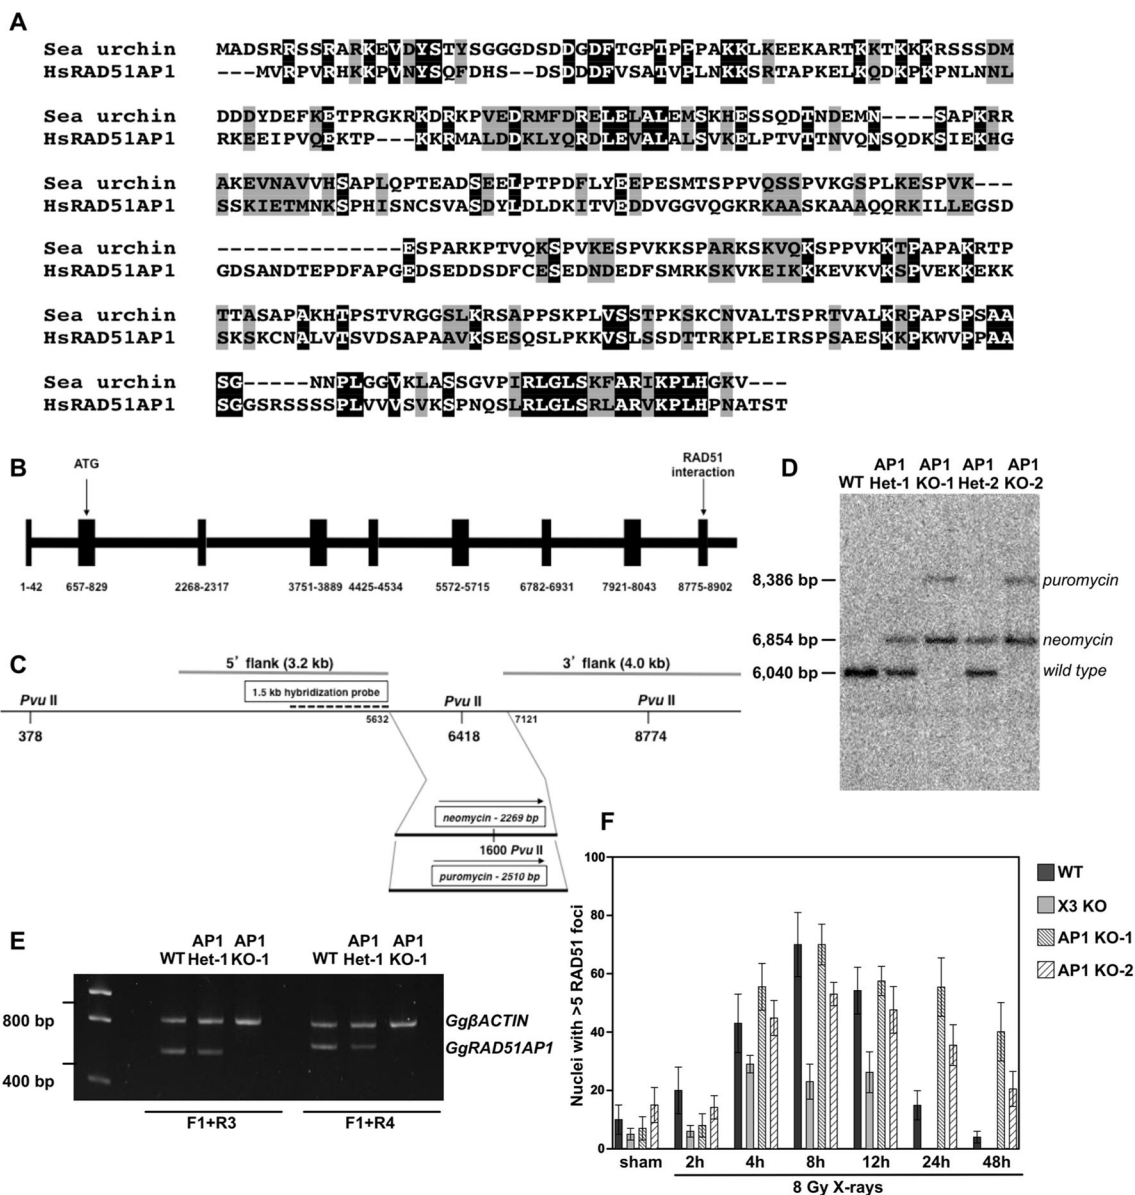 A
Sea urchin MADSRRSSRARKEVDYSTYSGGGDSDDGDFTGPTPPPAKKLKEEKARTKKTKKKRSSSDM
HsRAD51AP1 ---MVRPVRHKKPVNYSQFDHS--DSDDDFVSATVPLNKKSRTAPKELKQDKPKPNLNNL
Sea urchin DDDYDEFKETPRGKRKDRKPVEDRMFDRELELALEMSKHESSQDTNDEMN----SAPKRR
HsRAD51AP1 RKEEIPVQEKTP---KKRMALDDKLYQRDLEVALALSVKELPTVTTNVQNSQDKSIEKHG
Sea urchin AKEVNAVVHSAPLQPTEADSEELPTPDFLYEEPESMTSPPVQSSPVKGSPLKESPVK---
HsRAD51AP1 SSKIETMNKSPHISNCSVASDYLDLDKITVEDDVGGVQGKRKAASKAAAQQRKILLEGSD
Sea urchin --------------ESPARKPTVQKSPVKESPVKKSPARKSKVQKSPPVKKTPAPAKRTP
HsRAD51AP1 GDSANDTEPDFAPGEDSEDDSDFCESEDNDEDFSMRKSKVKEIKKKEVKVKSPVEKKEKK
Sea urchin TTASAPAKHTPSTVRGGSLKRSAPPSKPLVSSTPKSKCNVALTSPRTVALKRPAPSPSAA
HsRAD51AP1 SKSKCNALVTSVDSAPAAVKSESQSLPKKVSLSSDTTRKPLEIRSPSAESKKPKWVPPAA
Sea urchin SG-----NNPLGGVKLASSGVPIRLGLSKFARIKPLHGKV---
HsRAD51AP1 SGGSRSSSSPLVVVSVKSPNQSLRLGLSRLARVKPLHPNATST
B
ATG
RAD51
interaction
1-42 657-829 2268-2317 3751-3889 4425-4534 5572-5715 6782-6931 7921-8043 8775-8902
C
5' flank (3.2 kb)
3' flank (4.0 kb)
1.5 kb hybridization probe
Pvu II Pvu II Pvu II
378 5632 6418 7121 8774
neomycin - 2269 bp
1600 Pvu II
puromycin - 2510 bp
D
WT AP1 Het-1 AP1 KO-1 AP1 Het-2 AP1 KO-2
8,386 bp puromycin
6,854 bp neomycin
6,040 bp wild type
E
WT AP1 Het-1 AP1 KO-1 WT AP1 Het-1 AP1 KO-1
800 bp GgβACTIN
GgRAD51AP1
400 bp
F1+R3 F1+R4
F
Nuclei with >5 RAD51 foci
100
80
60
40
20
0
sham 2h 4h 8h 12h 24h 48h
8 Gy X-rays
WT
X3 KO
AP1 KO-1
AP1 KO-2